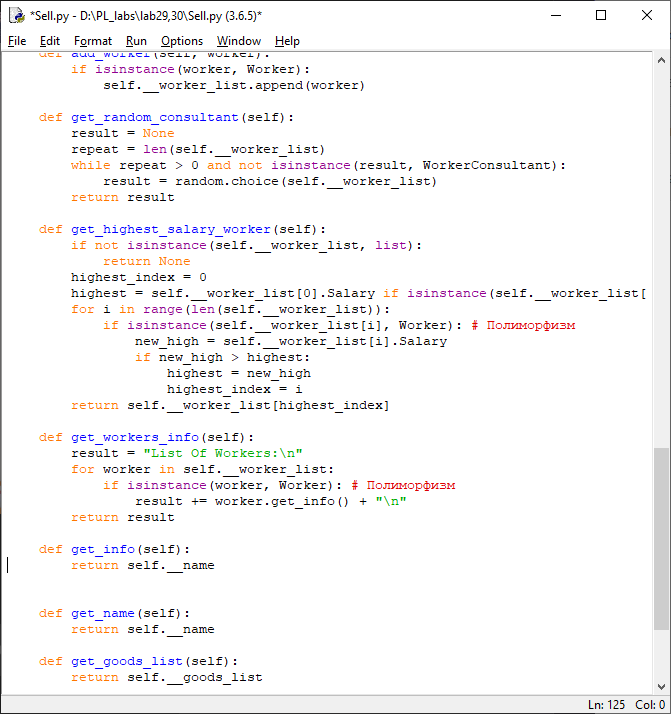 *Sell.py - D:\PL_labs\lab29,30\Sell.py (3.6.5)*
File Edit Format Run Options Window Help
    def add_worker(self, worker):
        if isinstance(worker, Worker):
            self.__worker_list.append(worker)

    def get_random_consultant(self):
        result = None
        repeat = len(self.__worker_list)
        while repeat > 0 and not isinstance(result, WorkerConsultant):
            result = random.choice(self.__worker_list)
        return result

    def get_highest_salary_worker(self):
        if not isinstance(self.__worker_list, list):
            return None
        highest_index = 0
        highest = self.__worker_list[0].Salary if isinstance(self.__worker_list[
        for i in range(len(self.__worker_list)):
            if isinstance(self.__worker_list[i], Worker): # Полиморфизм
                new_high = self.__worker_list[i].Salary
                if new_high > highest:
                    highest = new_high
                    highest_index = i
        return self.__worker_list[highest_index]

    def get_workers_info(self):
        result = "List Of Workers:\n"
        for worker in self.__worker_list:
            if isinstance(worker, Worker): # Полиморфизм
                result += worker.get_info() + "\n"
        return result

    def get_info(self):
        return self.__name


    def get_name(self):
        return self.__name

    def get_goods_list(self):
        return self.__goods_list
Ln: 125 Col: 0